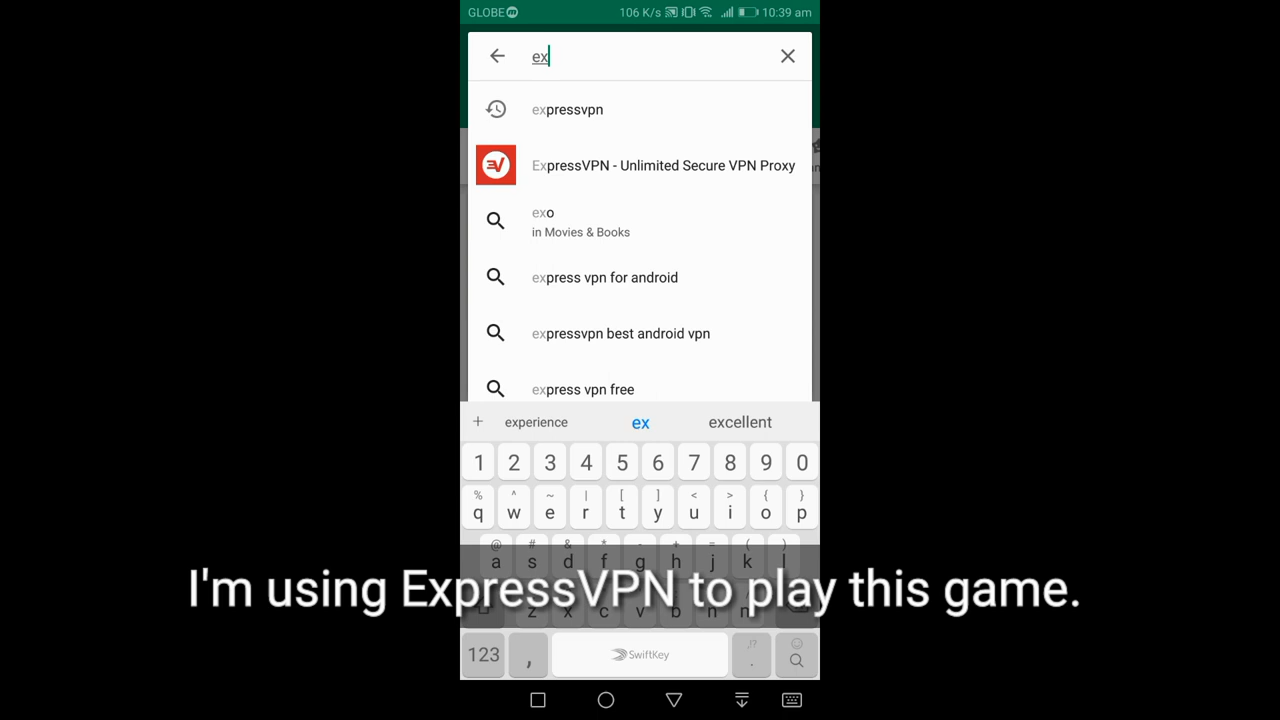 GLOBE m 106 K/s 10:39 am
ex
expressvpn
ExpressVPN - Unlimited Secure VPN Proxy
exo
in Movies & Books
express vpn for android
expressvpn best android vpn
express vpn free
+ experience ex excellent
1 2 3 4 5 6 7 8 9 0
% ^ ~ | [ ] < > { }
q w e r t y u i o p
@ # & * - + = ( )
a s d f g h j k l
I'm using ExpressVPN to play this game.
z x c v b n m
123 , SwiftKey ,!? .